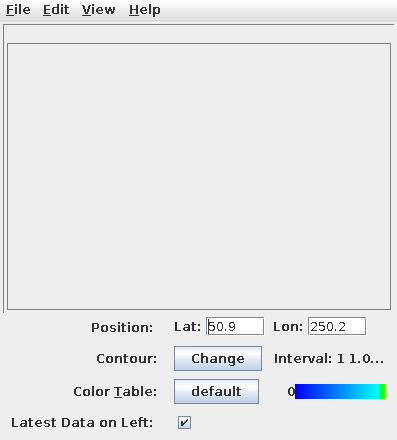 File Edit View Help
Position: Lat: 50.9 Lon: 250.2
Contour: Change Interval: 1 1.0...
Color Table: default 0
Latest Data on Left: